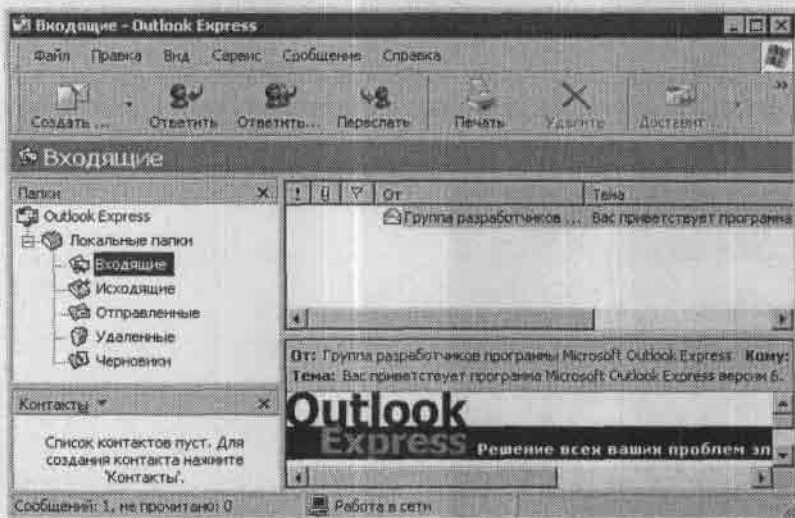 Входящие - Outlook Express
Файл Правка Вид Сервис Сообщение Справка
Создать ... Ответить Ответить... Переслать Печать Удалить Доставит...
Входящие
Папки
Outlook Express
Локальные папки
Входящие
Исходящие
Отправленные
Удаленные
Черновики
Контакты
Список контактов пуст. Для
создания контакта нажмите
'Контакты'.
! От Тема
Группа разработчиков ... Вас приветствует программа
От: Группа разработчиков программы Microsoft Outlook Express Кому:
Тема: Вас приветствует программа Microsoft Outlook Express версии 6.
Outlook
Express Решение всех ваших проблем эл
Сообщений: 1, не прочитано: 0 Работа в сети